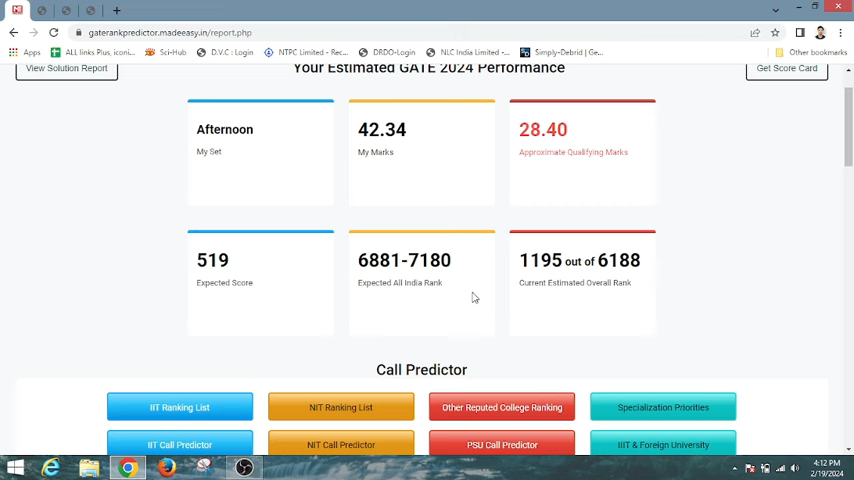 gaterankpredictor.madeeasy.in/report.php
Apps ALL links Plus, iconi... Sci-Hub D.V.C : Login NTPC Limited - Rec... DRDO-Login NLC India Limited –... Simply-Debrid | Ge... Other bookmarks
View Solution Report Your Estimated GATE 2024 Performance Get Score Card
Afternoon 42.34 28.40
My Set My Marks Approximate Qualifying Marks
519 6881-7180 1195 out of 6188
Expected Score Expected All India Rank Current Estimated Overall Rank
Call Predictor
IIT Ranking List NIT Ranking List Other Reputed College Ranking Specialization Priorities
IIT Call Predictor NIT Call Predictor PSU Call Predictor IIIT & Foreign University
4:12 PM
2/19/2024